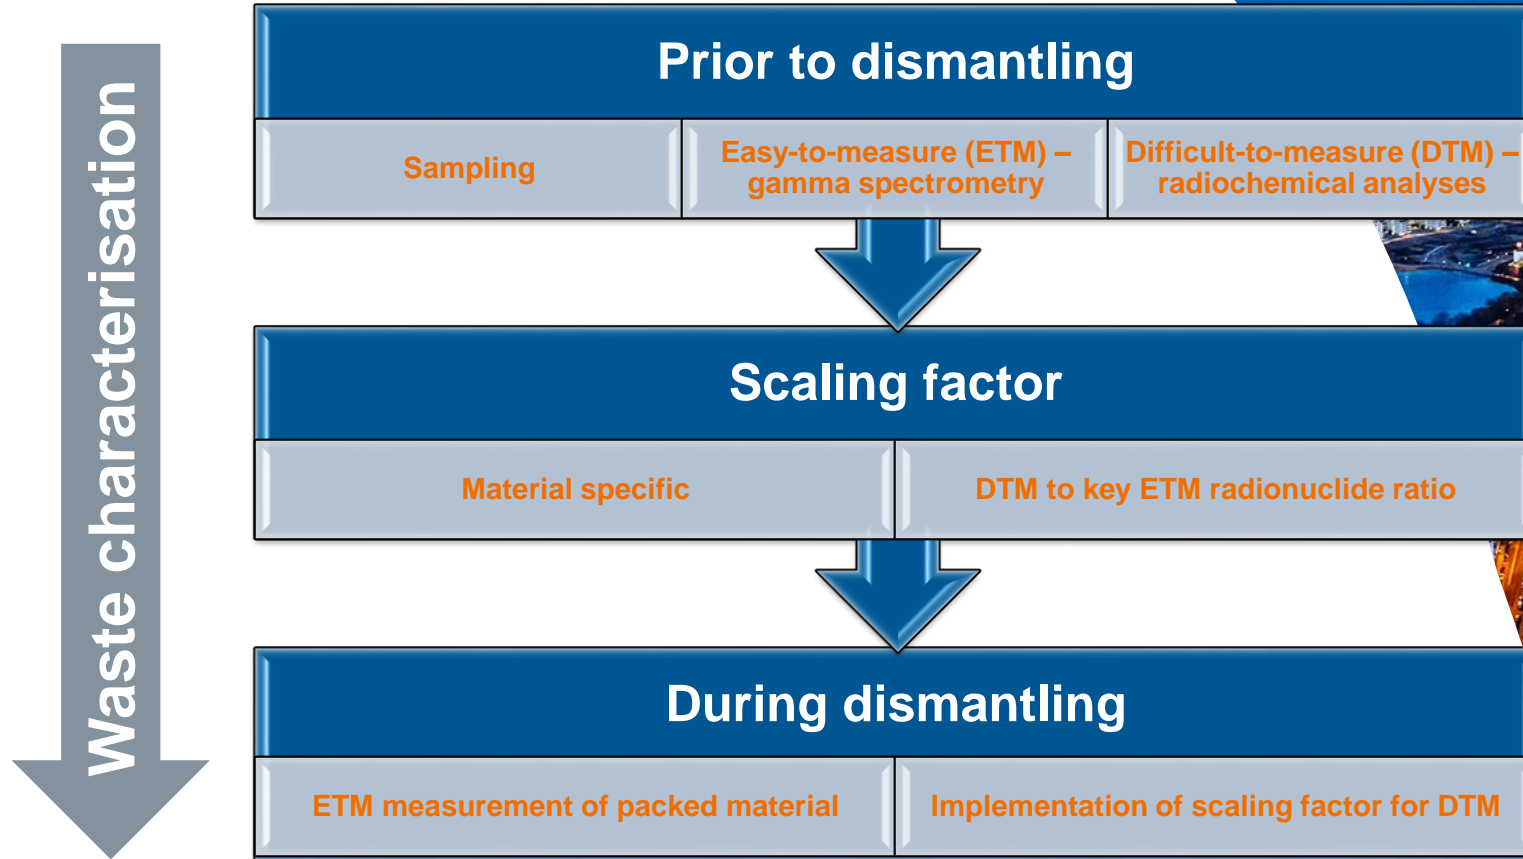 Waste characterisation
Prior to dismantling
Sampling
Easy-to-measure (ETM) –
gamma spectrometry
Difficult-to-measure (DTM) –
radiochemical analyses
Scaling factor
Material specific
DTM to key ETM radionuclide ratio
During dismantling
ETM measurement of packed material
Implementation of scaling factor for DTM